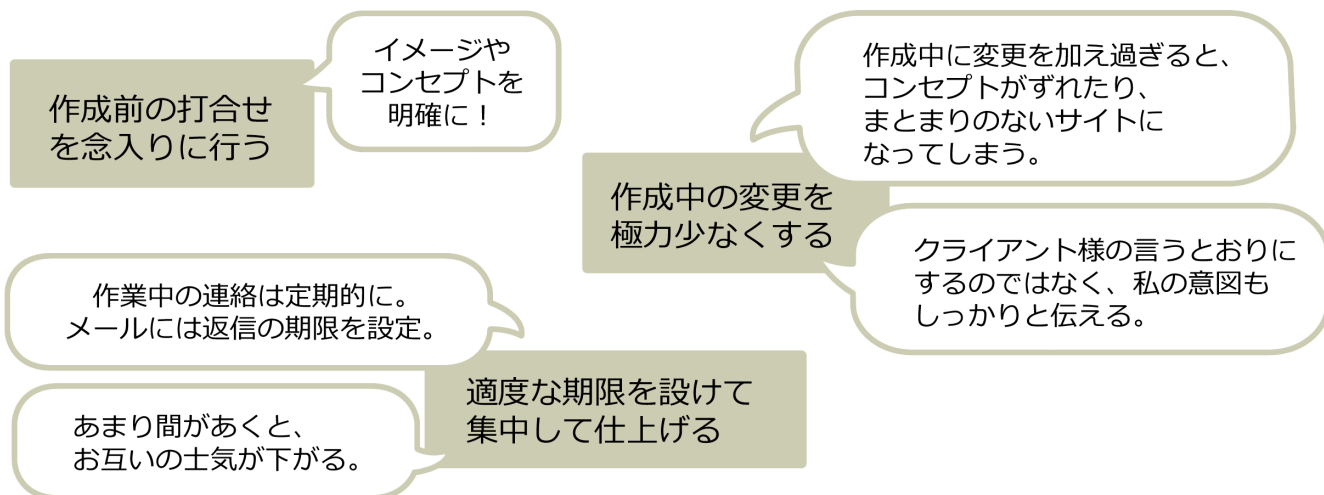 作成前の打合せ
を念入りに行う
イメージや
コンセプトを
明確に！
作成中に変更を加え過ぎると、
コンセプトがずれたり、
まとまりのないサイトに
なってしまう。
作成中の変更を
極力少なくする
クライアント様の言うとおりに
するのではなく、私の意図も
しっかりと伝える。
作業中の連絡は定期的に。
メールには返信の期限を設定。
適度な期限を設けて
集中して仕上げる
あまり間があくと、
お互いの士気が下がる。